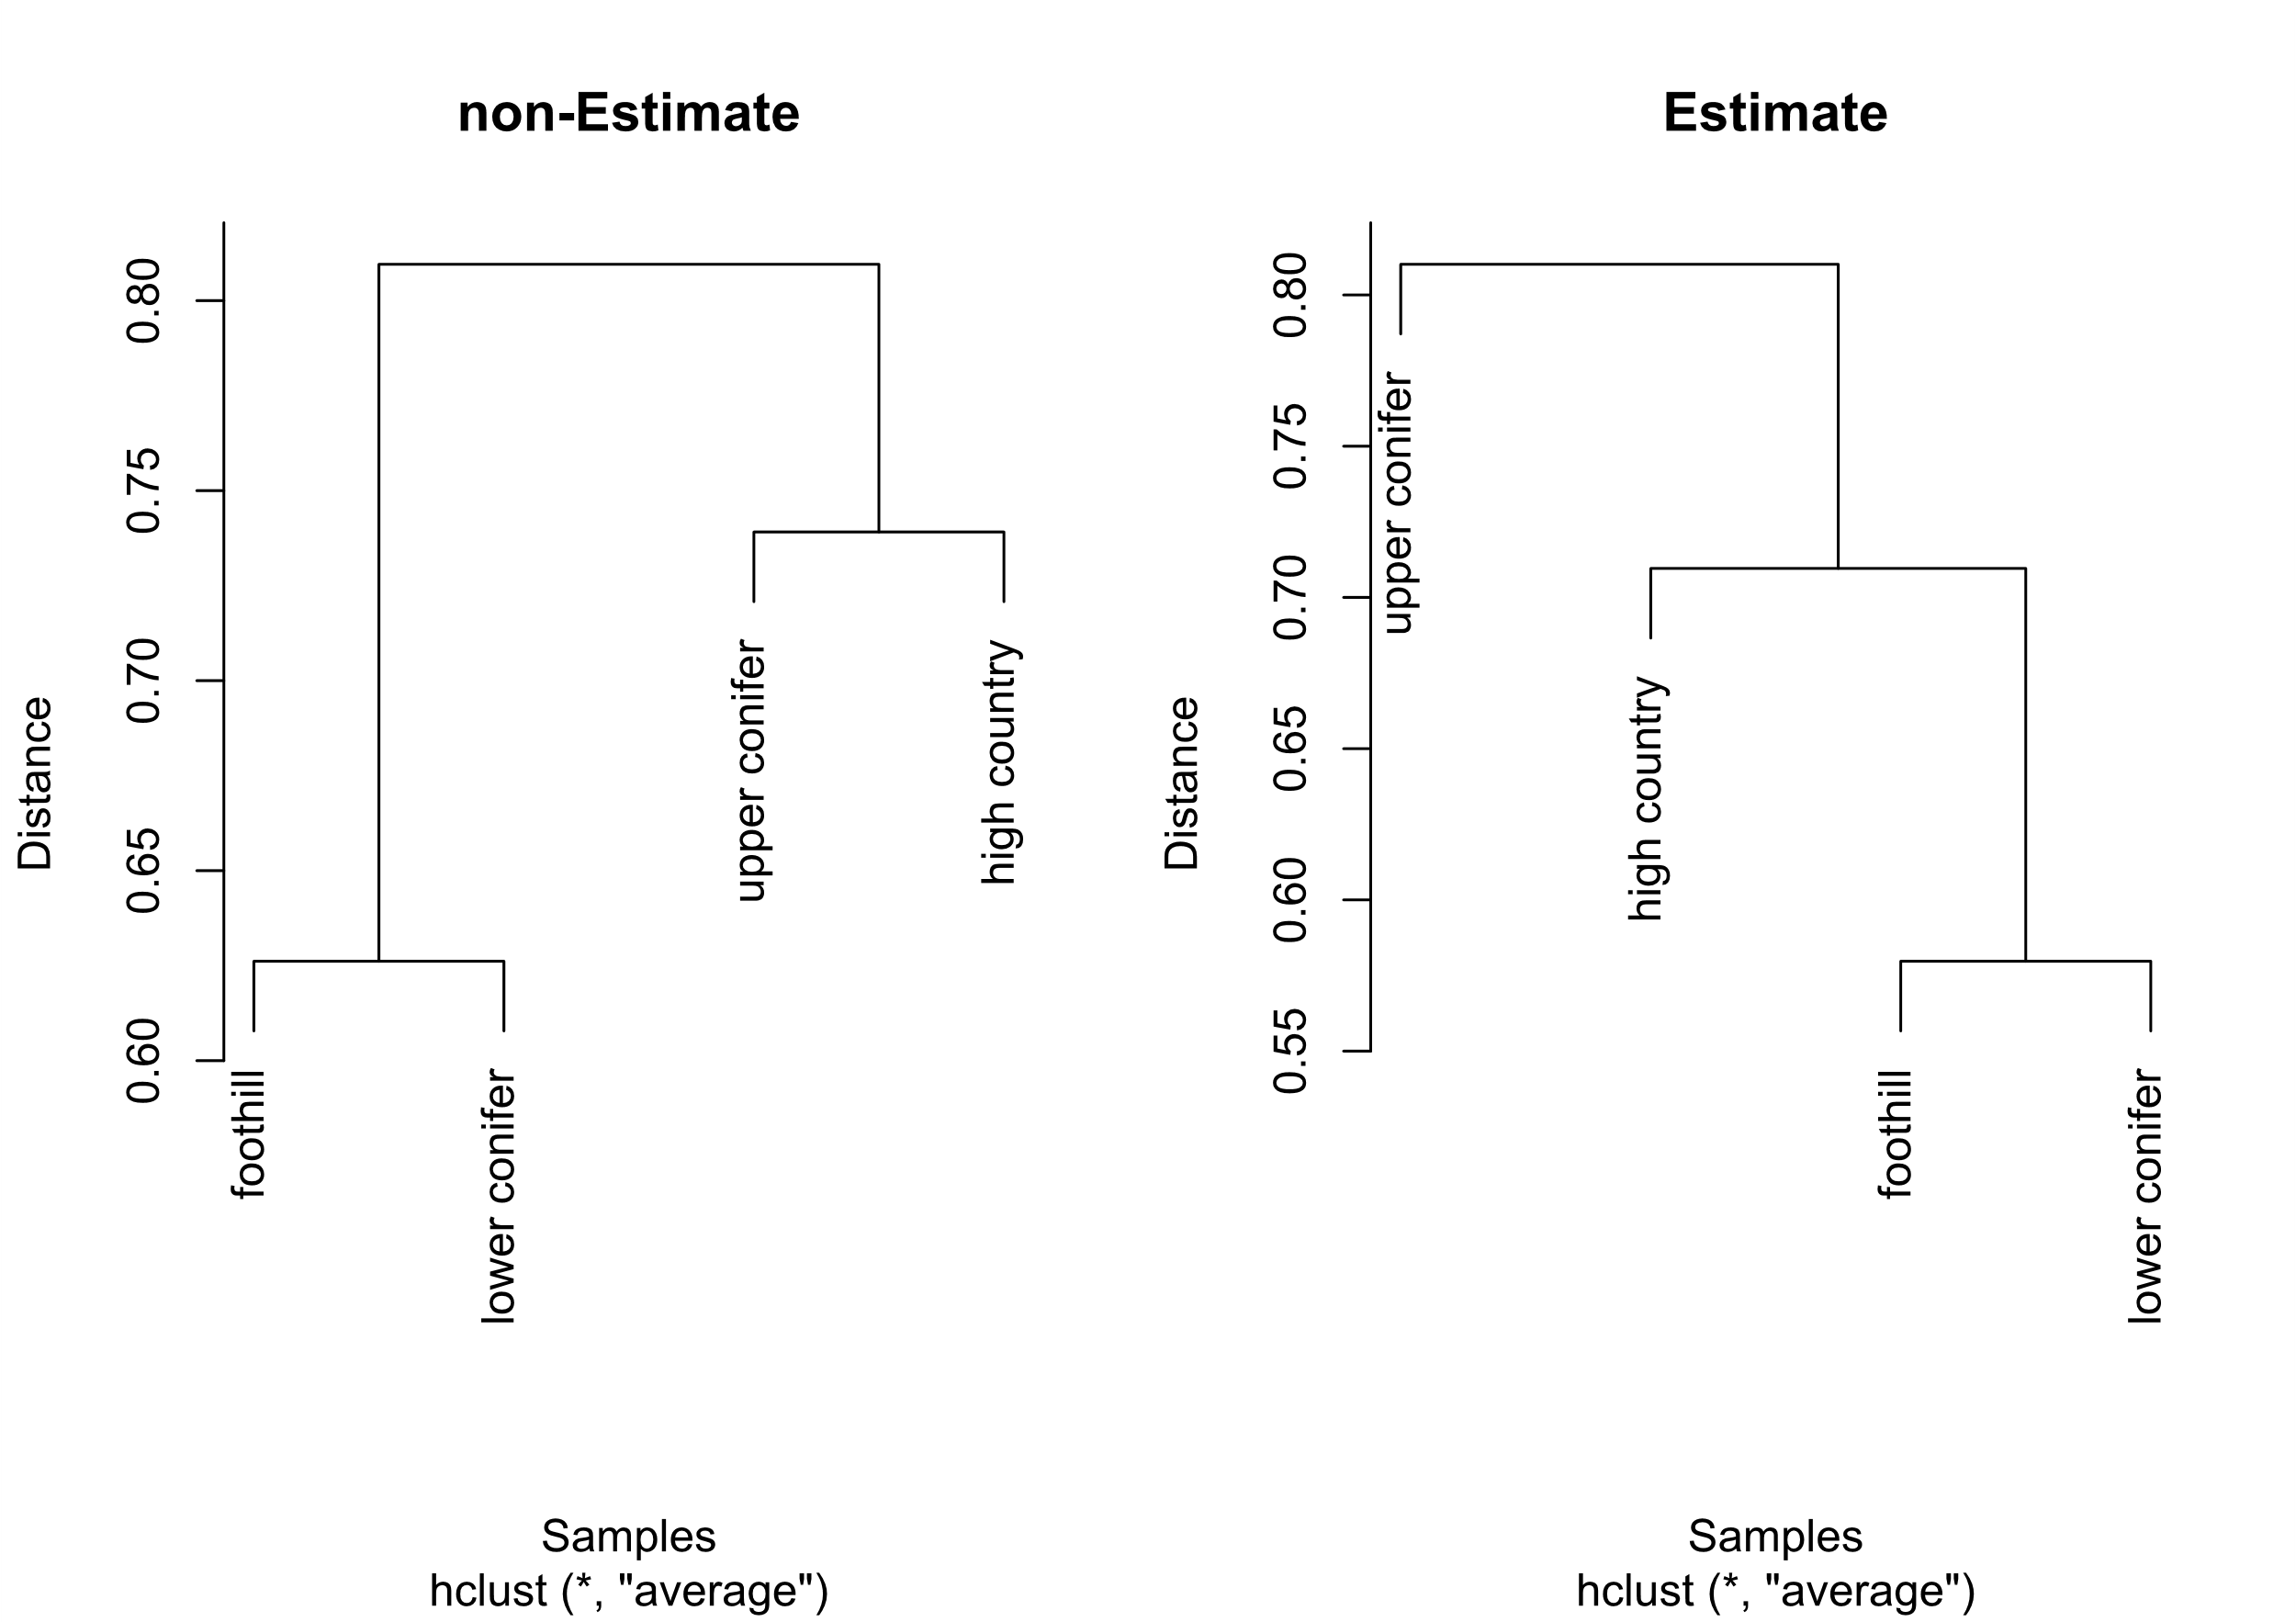 non-Estimate
Distance
0.80
0.75
0.70
0.65
0.60
foothill
lower conifer
upper conifer
high country
Samples
hclust (*, "average")
Estimate
Distance
0.80
0.75
0.70
0.65
0.60
0.55
upper conifer
high country
foothill
lower conifer
Samples
hclust (*, "average")